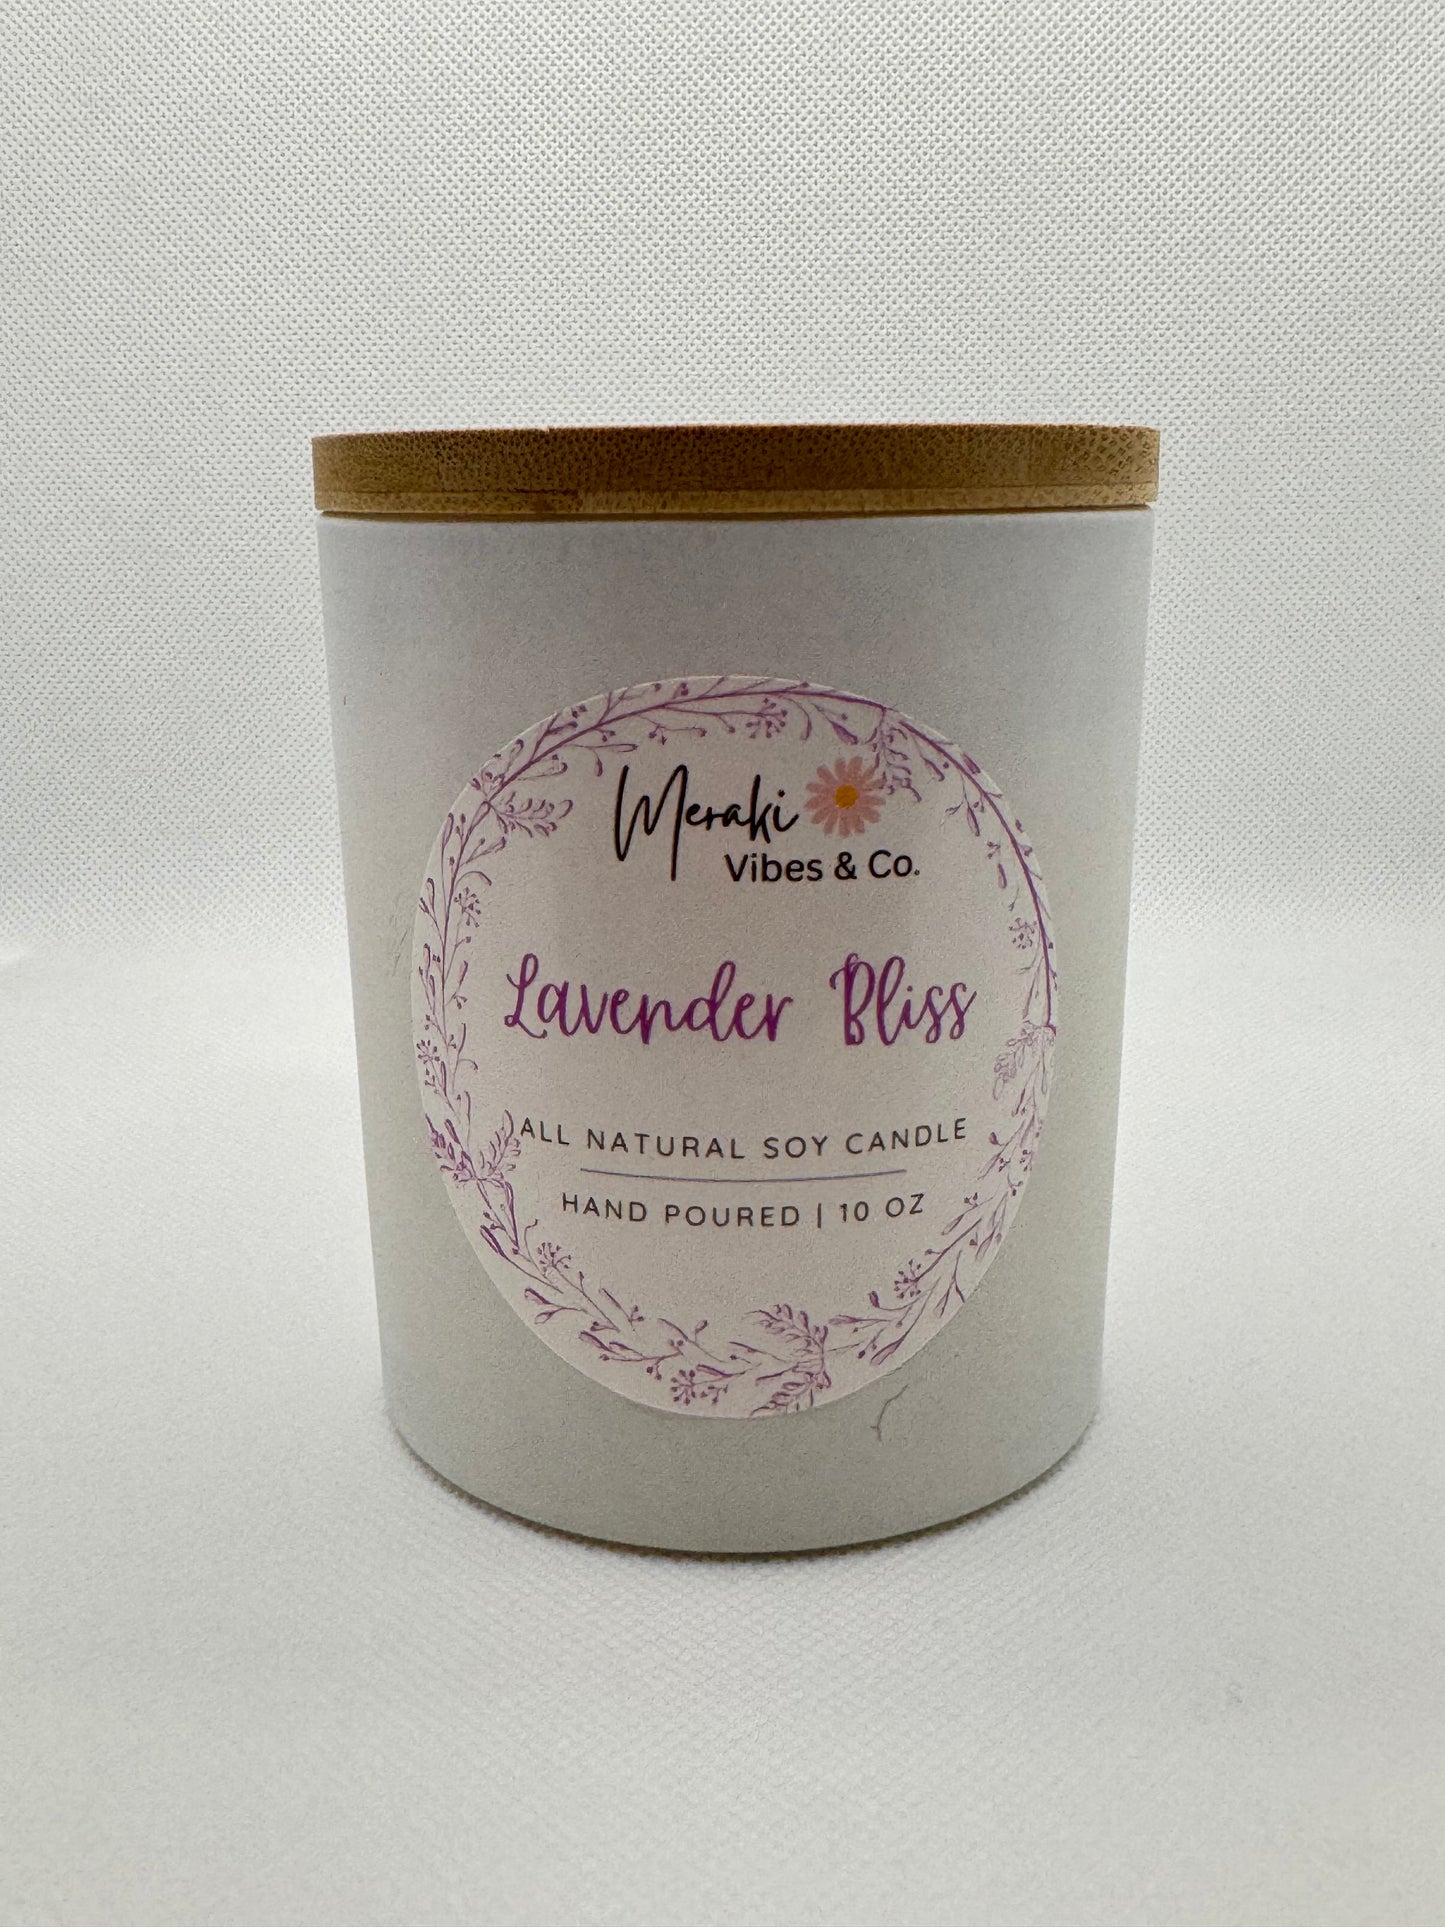 Meraki
Vibes & Co.
Lavender Bliss
ALL NATURAL SOY CANDLE
HAND POURED | 10 OZ